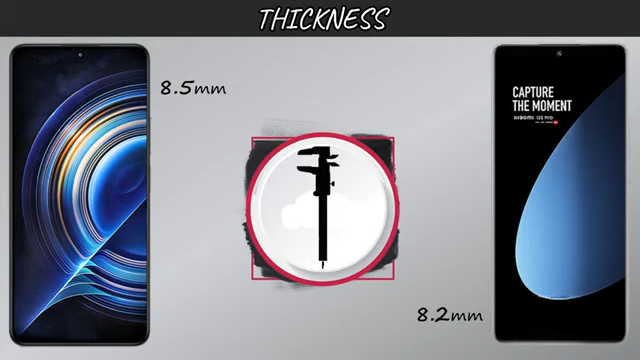 THICKNESS
8.5mm
CAPTURE
THE MOMENT
XIAOMI 12S Pro
8.2mm